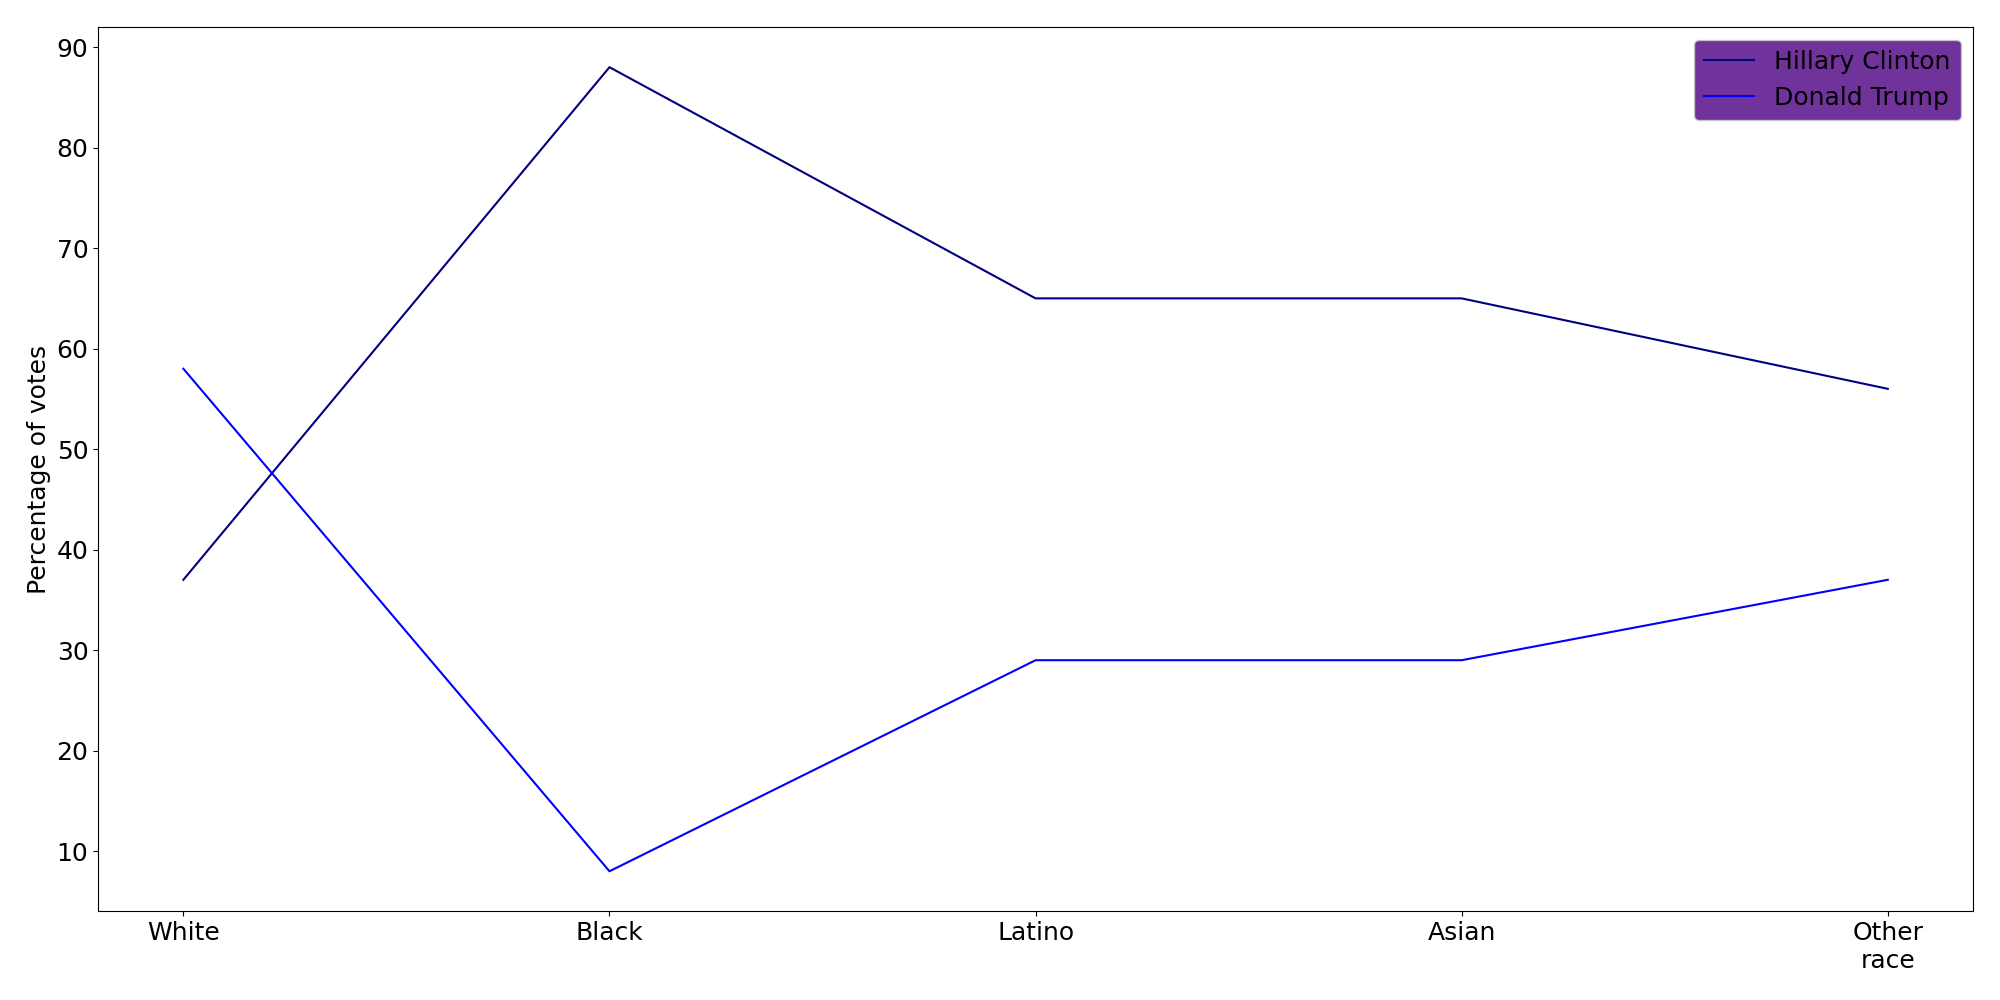 90
80
70
60
50
40
30
20
10
Percentage of votes
Hillary Clinton
Donald Trump
White
Black
Latino
Asian
Other
race